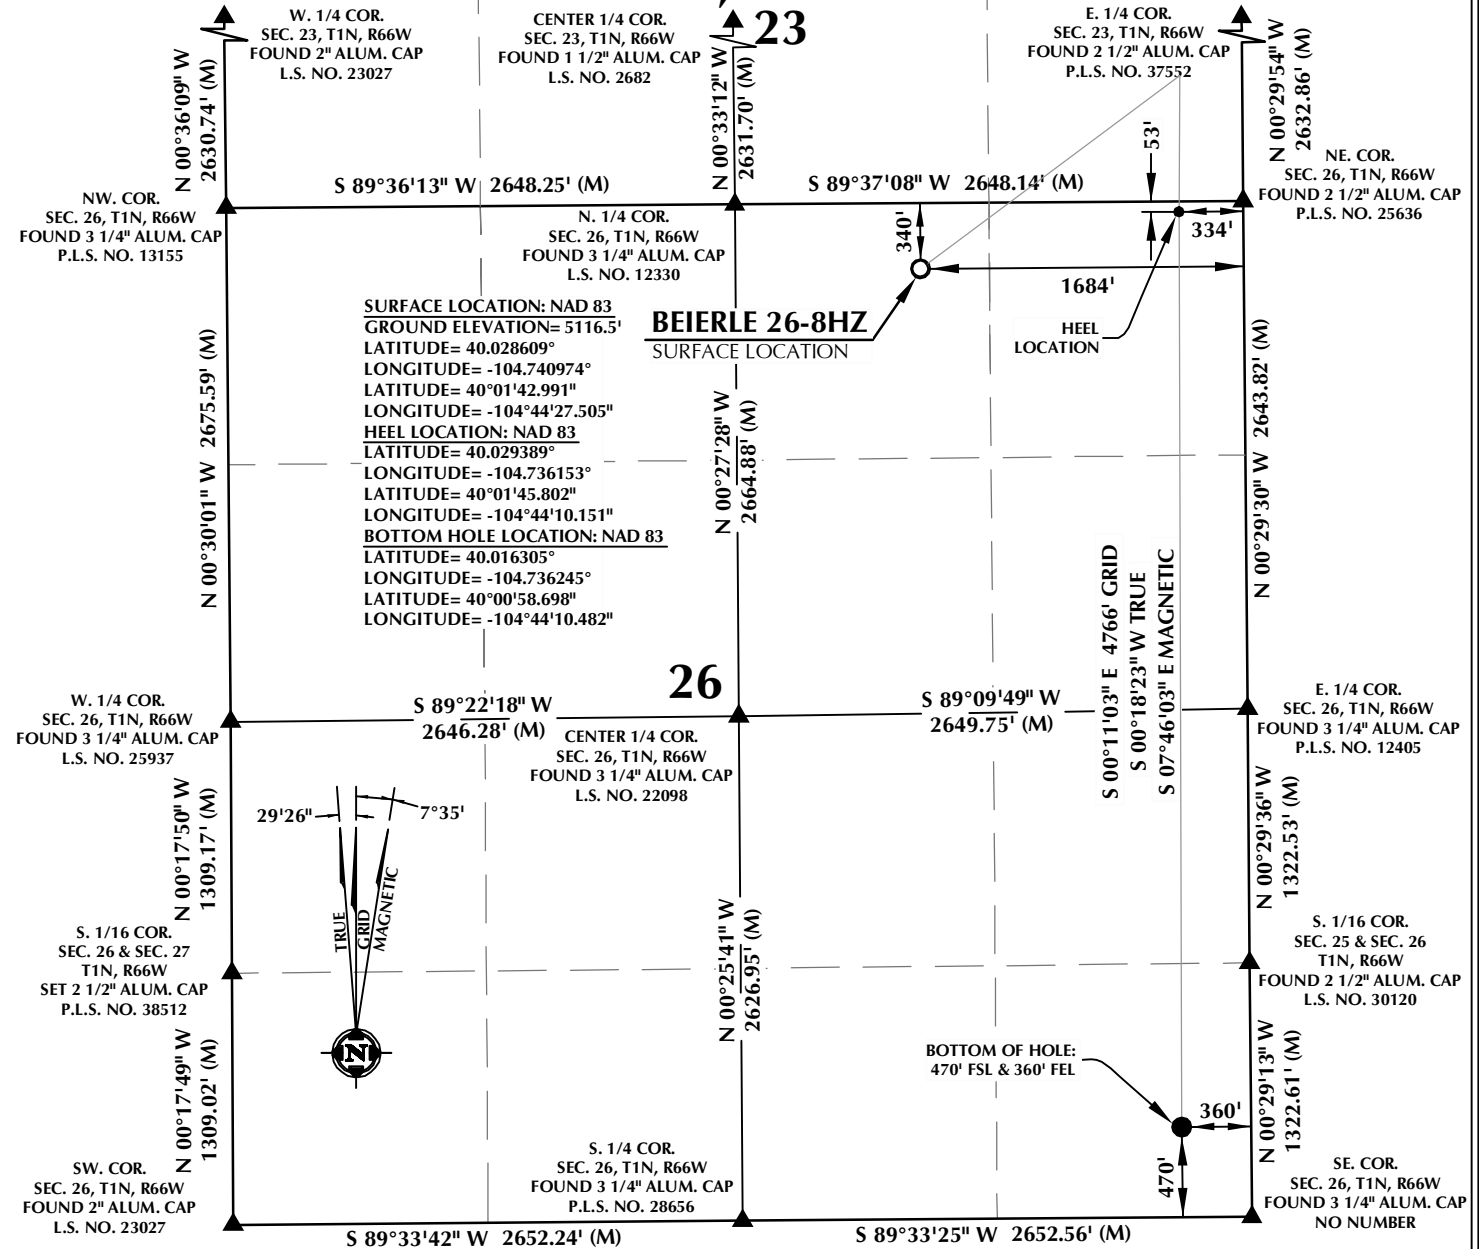 W. 1/4 COR.
SEC. 23, T1N, R66W
FOUND 2" ALUM. CAP
L.S. NO. 23027
CENTER 1/4 COR.
SEC. 23, T1N, R66W
FOUND 1 1/2" ALUM. CAP
L.S. NO. 2682
23
E. 1/4 COR.
SEC. 23, T1N, R66W
FOUND 2 1/2" ALUM. CAP
P.L.S. NO. 37552
N 00°36'09" W
2630.74' (M)
N 00°33'12" W
2631.70' (M)
N 00°29'54" W
2632.86' (M)
53'
S 89°36'13" W 2648.25' (M)
S 89°37'08" W 2648.14' (M)
NW. COR.
SEC. 26, T1N, R66W
FOUND 3 1/4" ALUM. CAP
P.L.S. NO. 13155
N. 1/4 COR.
SEC. 26, T1N, R66W
FOUND 3 1/4" ALUM. CAP
L.S. NO. 12330
NE. COR.
SEC. 26, T1N, R66W
FOUND 2 1/2" ALUM. CAP
P.L.S. NO. 25636
340'
334'
1684'
HEEL
LOCATION
BEIERLE 26-8HZ
SURFACE LOCATION
SURFACE LOCATION: NAD 83
GROUND ELEVATION= 5116.5'
LATITUDE= 40.028609°
LONGITUDE= -104.740974°
LATITUDE= 40°01'42.991"
LONGITUDE= -104°44'27.505"
HEEL LOCATION: NAD 83
LATITUDE= 40.029389°
LONGITUDE= -104.736153°
LATITUDE= 40°01'45.802"
LONGITUDE= -104°44'10.151"
BOTTOM HOLE LOCATION: NAD 83
LATITUDE= 40.016305°
LONGITUDE= -104.736245°
LATITUDE= 40°00'58.698"
LONGITUDE= -104°44'10.482"
N 00°30'01" W 2675.59' (M)
N 00°27'28" W
2664.88' (M)
N 00°29'30" W 2643.82' (M)
S 00°11'03" E 4766' GRID
S 00°18'23" W TRUE
S 07°46'03" E MAGNETIC
26
W. 1/4 COR.
SEC. 26, T1N, R66W
FOUND 3 1/4" ALUM. CAP
L.S. NO. 25937
S 89°22'18" W
2646.28' (M)
CENTER 1/4 COR.
SEC. 26, T1N, R66W
FOUND 3 1/4" ALUM. CAP
L.S. NO. 22098
S 89°09'49" W
2649.75' (M)
E. 1/4 COR.
SEC. 26, T1N, R66W
FOUND 3 1/4" ALUM. CAP
P.L.S. NO. 12405
N 00°17'50" W
1309.17' (M)
29'26"
7°35'
TRUE
GRID
MAGNETIC
N
N 00°25'41" W
2626.95' (M)
N 00°29'36" W
1322.53' (M)
S. 1/16 COR.
SEC. 26 & SEC. 27
T1N, R66W
SET 2 1/2" ALUM. CAP
P.L.S. NO. 38512
S. 1/16 COR.
SEC. 25 & SEC. 26
T1N, R66W
FOUND 2 1/2" ALUM. CAP
L.S. NO. 30120
N 00°17'49" W
1309.02' (M)
BOTTOM OF HOLE:
470' FSL & 360' FEL
360'
470'
N 00°29'13" W
1322.61' (M)
SW. COR.
SEC. 26, T1N, R66W
FOUND 2" ALUM. CAP
L.S. NO. 23027
S. 1/4 COR.
SEC. 26, T1N, R66W
FOUND 3 1/4" ALUM. CAP
P.L.S. NO. 28656
SE. COR.
SEC. 26, T1N, R66W
FOUND 3 1/4" ALUM. CAP
NO NUMBER
S 89°33'42" W 2652.24' (M)
S 89°33'25" W 2652.56' (M)